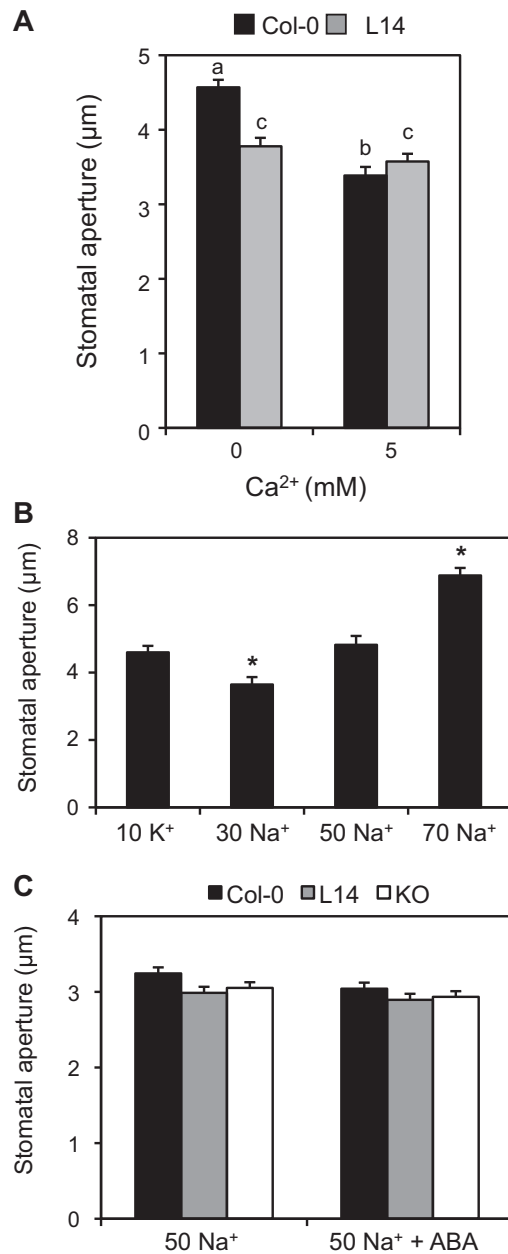 A
Col-0 L14
Stomatal aperture (µm)
5
4
3
2
1
0
a
c
b
c
0 5
Ca²⁺ (mM)
B
Stomatal aperture (µm)
8
6
4
2
0
*
*
10 K⁺ 30 Na⁺ 50 Na⁺ 70 Na⁺
C
Col-0 L14 KO
Stomatal aperture (µm)
4
3
2
1
0
50 Na⁺ 50 Na⁺ + ABA